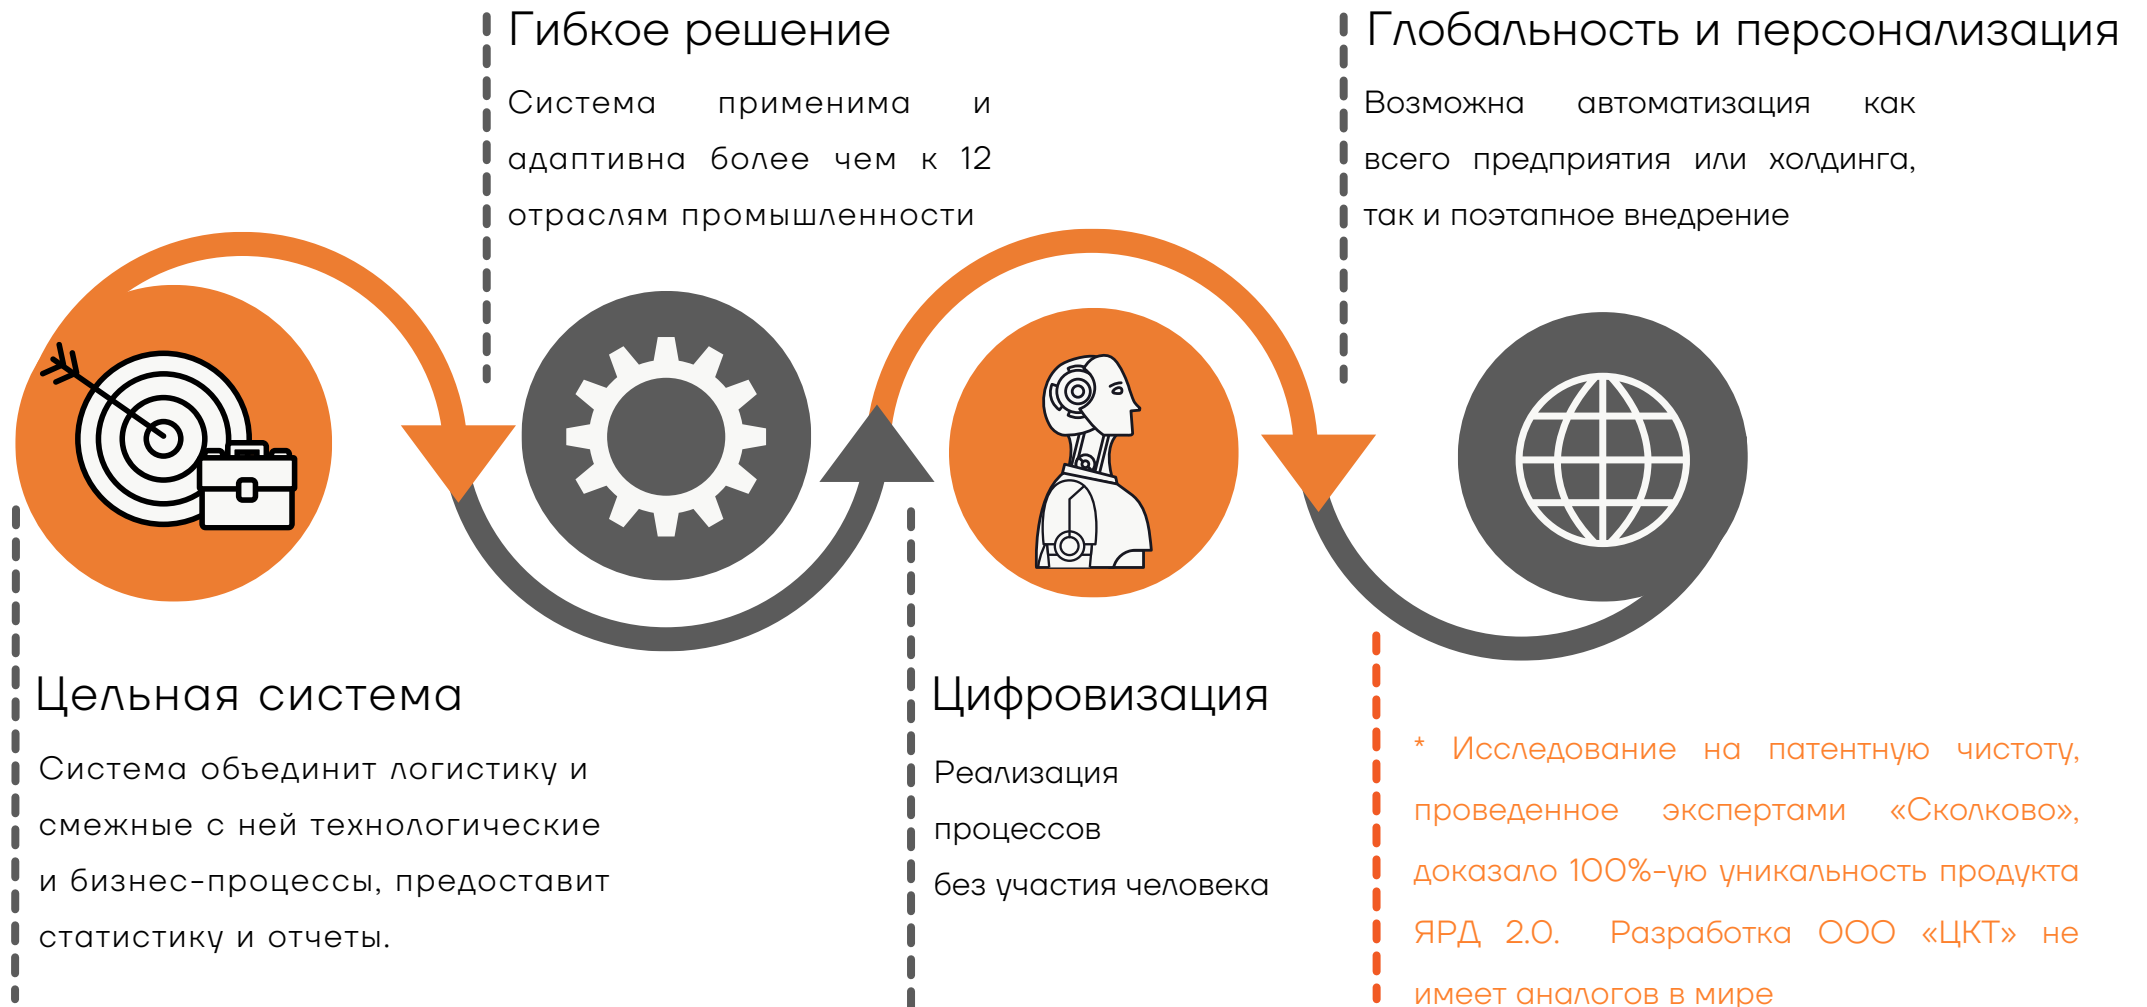 Гибкое решение
Система применима и
адаптивна более чем к 12
отраслям промышленности
Глобальность и персонализация
Возможна автоматизация как
всего предприятия или холдинга,
так и поэтапное внедрение
Цельная система
Система объединит логистику и
смежные с ней технологические
и бизнес-процессы, предоставит
статистику и отчеты.
Цифровизация
Реализация
процессов
без участия человека
* Исследование на патентную чистоту,
проведенное экспертами «Сколково»,
доказало 100%-ую уникальность продукта
ЯРД 2.0. Разработка ООО «ЦКТ» не
имеет аналогов в мире